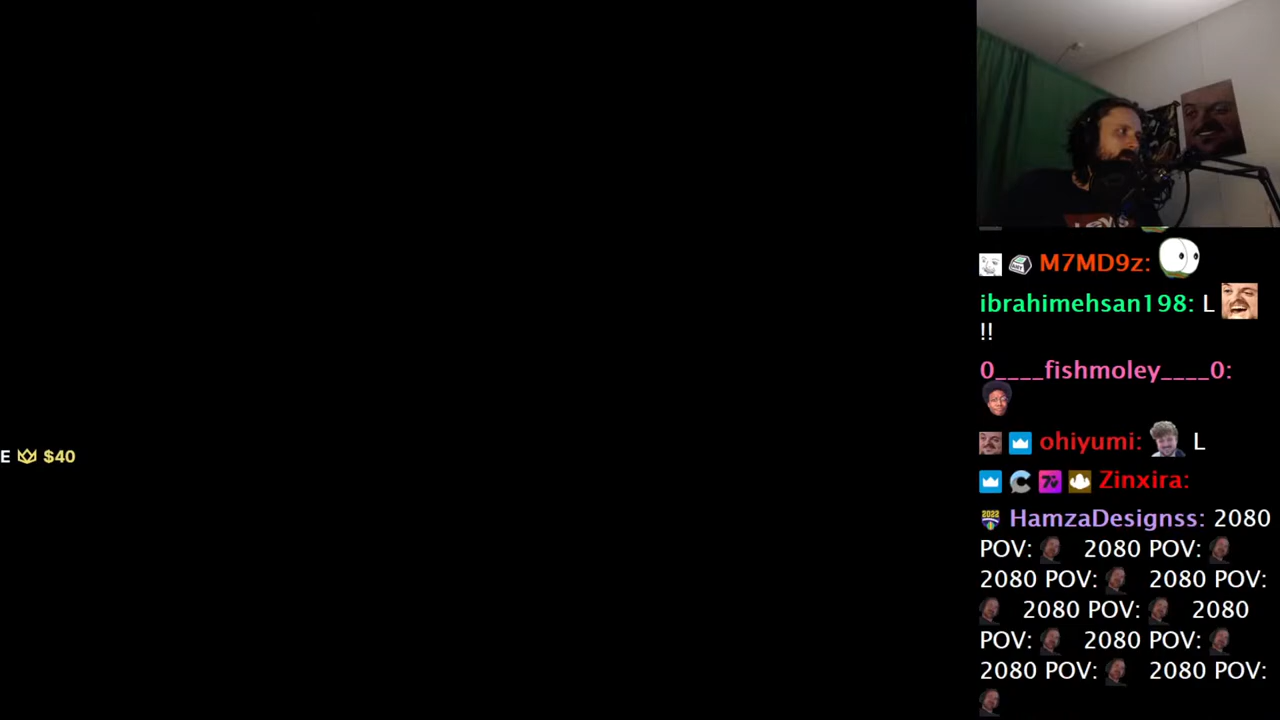 M7MD9z:
ibrahimehsan198: L
!!
0____fishmoley____0:
E $40
ohiyumi: L
Zinxira:
HamzaDesignss: 2080
POV: 2080 POV:
2080 POV: 2080 POV:
2080 POV: 2080
POV: 2080 POV:
2080 POV: 2080 POV: